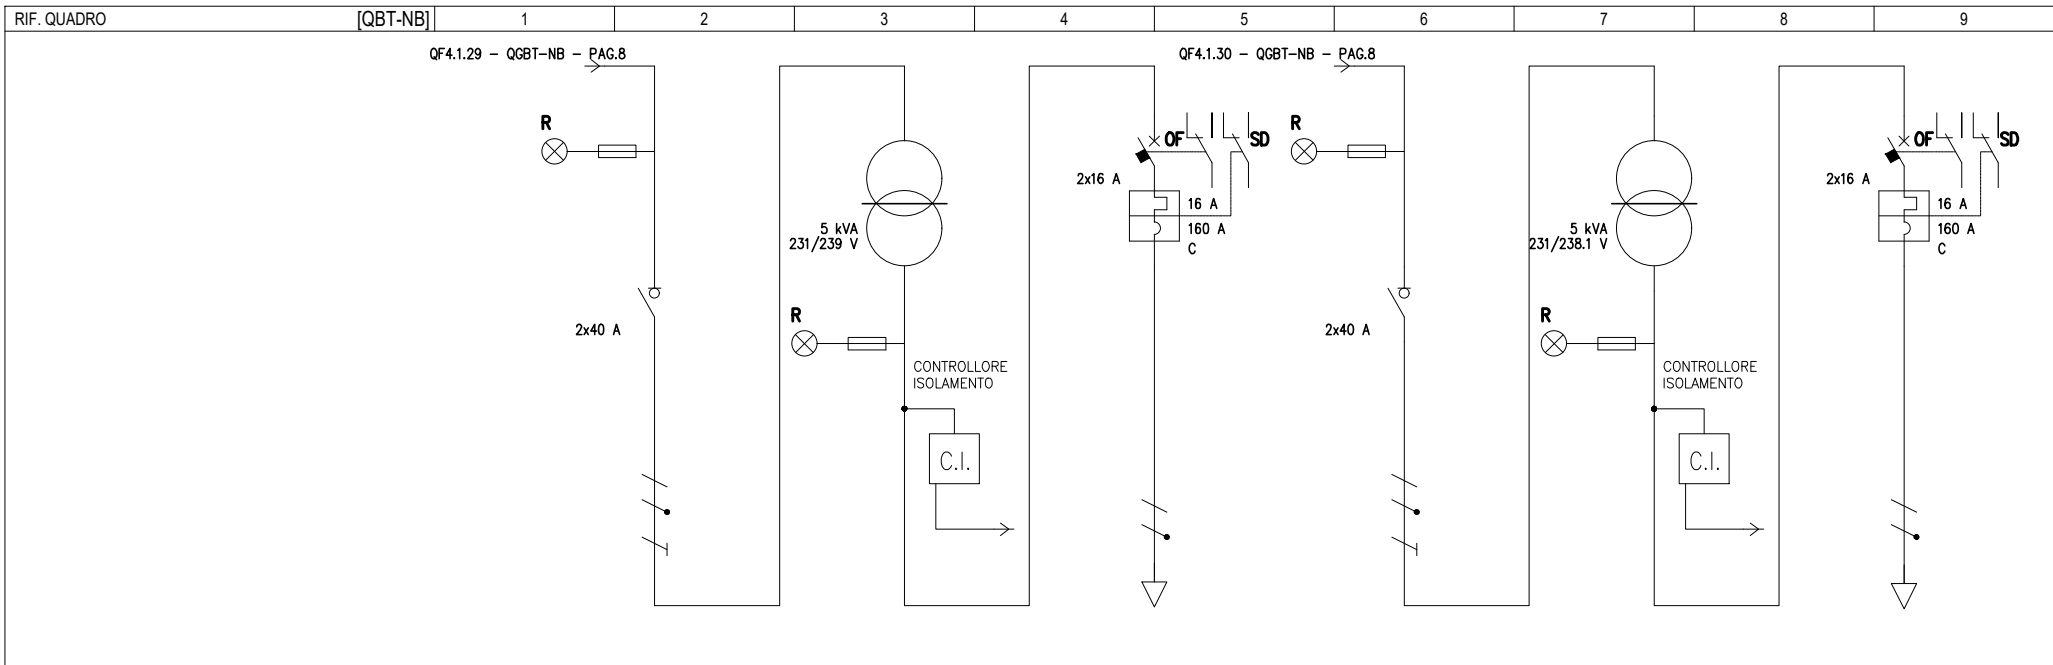 RIF. QUADRO [QBT-NB] 1 2 3 4 5 6 7 8 9
QF4.1.29 - QGBT-NB - PAG.8
QF4.1.30 - QGBT-NB - PAG.8
R
OF
SD
R
OF
SD
2x16 A
2x16 A
16 A
160 A
C
16 A
160 A
C
5 kVA
231/239 V
5 kVA
231/238.1 V
R
R
2x40 A
2x40 A
CONTROLLORE
ISOLAMENTO
CONTROLLORE
ISOLAMENTO
C.I.
C.I.